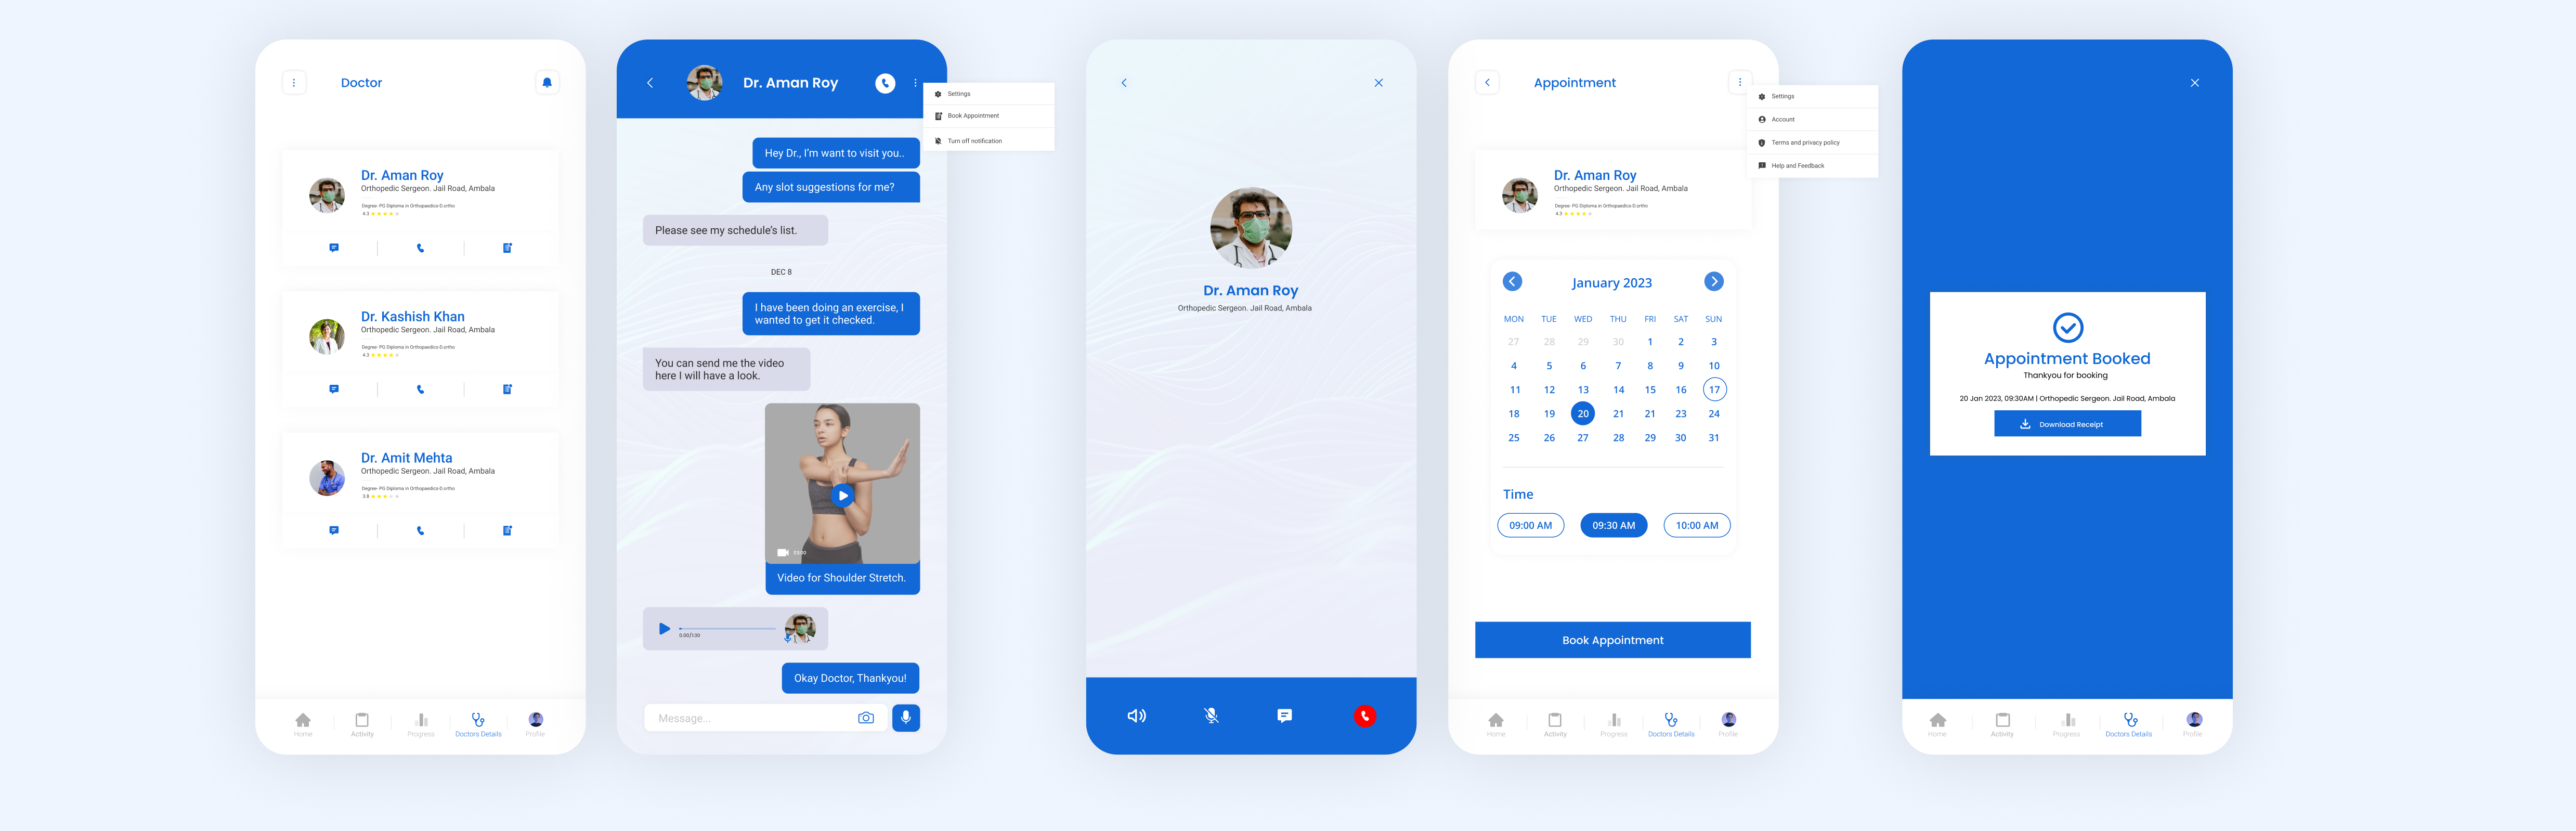 Doctor
Dr. Aman Roy
Orthopedic Sergeon. Jail Road, Ambala
Degree- PG Diploma in Orthopaedics-D.ortho
4.3
Dr. Kashish Khan
Orthopedic Sergeon. Jail Road, Ambala
Degree- PG Diploma in Orthopaedics-D.ortho
4.3
Dr. Amit Mehta
Orthopedic Sergeon. Jail Road, Ambala
Degree- PG Diploma in Orthopaedics-D.ortho
3.8
Home
Activity
Progress
Doctors Details
Profile
Dr. Aman Roy
Settings
Book Appointment
Turn off notification
Hey Dr., I'm want to visit you..
Any slot suggestions for me?
Please see my schedule's list.
DEC 8
I have been doing an exercise, I
wanted to get it checked.
You can send me the video
here I will have a look.
03:00
Video for Shoulder Stretch.
0.00/1:30
Okay Doctor, Thankyou!
Message...
Dr. Aman Roy
Orthopedic Sergeon. Jail Road, Ambala
Appointment
Settings
Account
Terms and privacy policy
Help and Feedback
Dr. Aman Roy
Orthopedic Sergeon. Jail Road, Ambala
Degree- PG Diploma in Orthopaedics-D.ortho
4.3
January 2023
MON TUE WED THU FRI SAT SUN
27 28 29 30 1 2 3
4 5 6 7 8 9 10
11 12 13 14 15 16 17
18 19 20 21 21 23 24
25 26 27 28 29 30 31
Time
09:00 AM 09:30 AM 10:00 AM
Book Appointment
Home
Activity
Progress
Doctors Details
Profile
Appointment Booked
Thankyou for booking
20 Jan 2023, 09:30AM | Orthopedic Sergeon. Jail Road, Ambala
Download Receipt
Home
Activity
Progress
Doctors Details
Profile